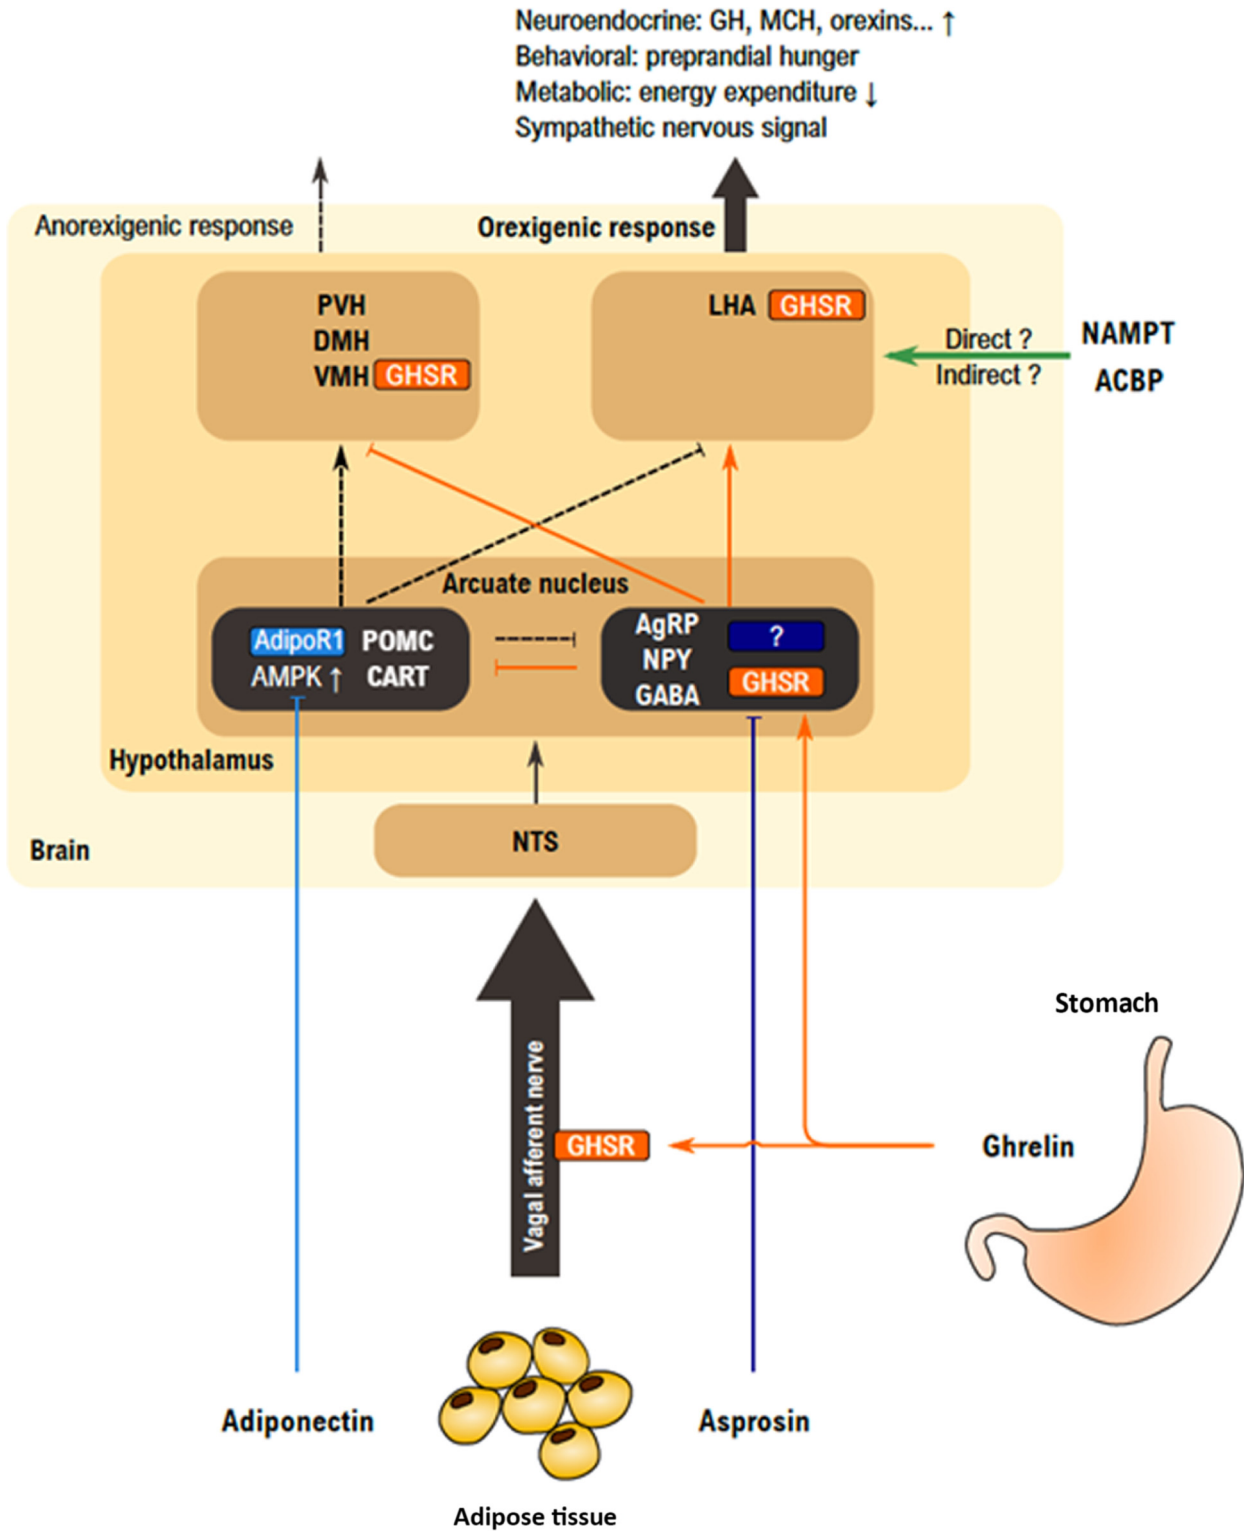 Neuroendocrine: GH, MCH, orexins... ↑
Behavioral: preprandial hunger
Metabolic: energy expenditure ↓
Sympathetic nervous signal
Anorexigenic response
Orexigenic response
PVH
DMH
VMH GHSR
LHA GHSR
Direct ?
Indirect ?
NAMPT
ACBP
Arcuate nucleus
AdipoR1 POMC
AMPK ↑ CART
AgRP
NPY
GABA
?
GHSR
Hypothalamus
NTS
Brain
Vagal afferent nerve
GHSR
Stomach
Ghrelin
Adiponectin
Asprosin
Adipose tissue